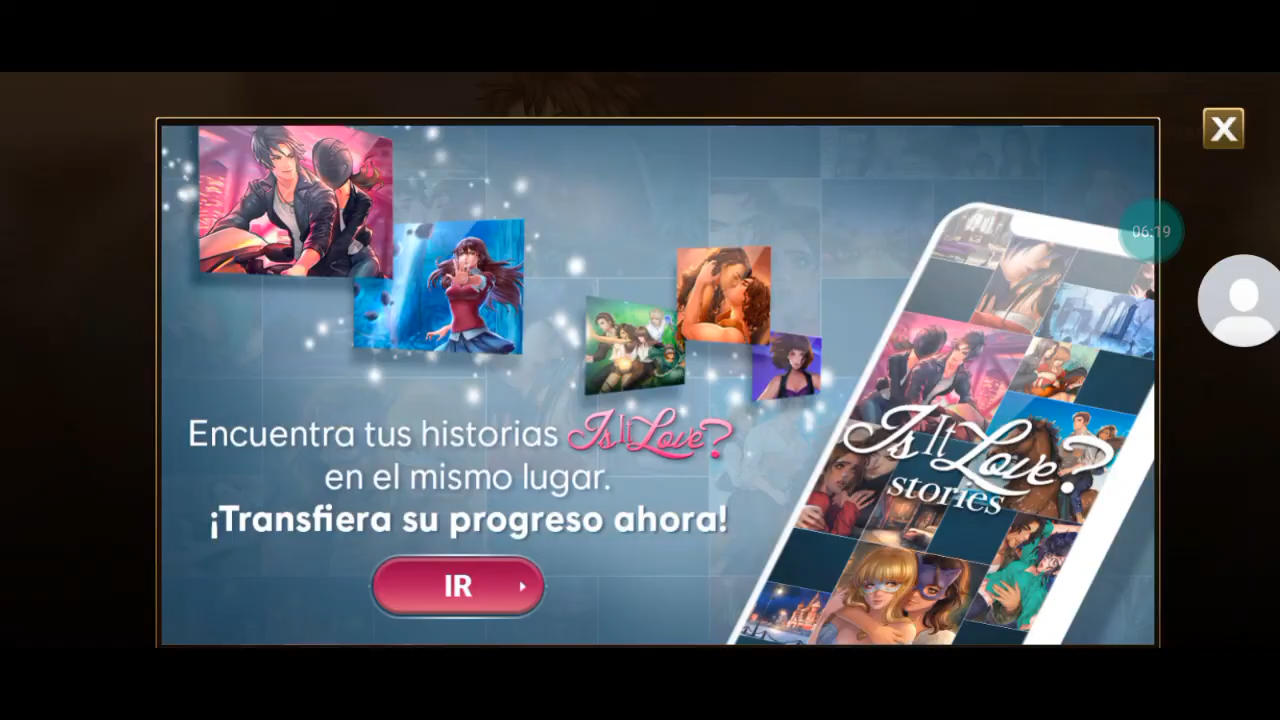 X
06:19
Encuentra tus historias Is It Love?
en el mismo lugar.
¡Transfiera su progreso ahora!
IR
Is It Love?
stories